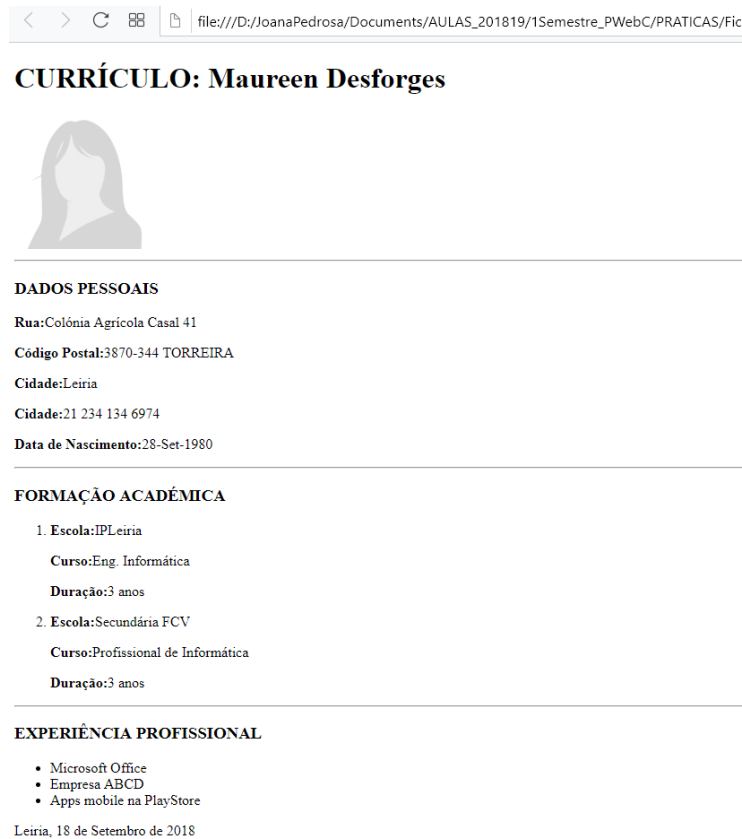 file:///D:/JoanaPedrosa/Documents/AULAS_201819/1Semestre_PWebC/PRATICAS/Fic
CURRÍCULO: Maureen Desforges
DADOS PESSOAIS
Rua:Colónia Agrícola Casal 41
Código Postal:3870-344 TORREIRA
Cidade:Leiria
Cidade:21 234 134 6974
Data de Nascimento:28-Set-1980
FORMAÇÃO ACADÉMICA
1. Escola:IPLeiria
Curso:Eng. Informática
Duração:3 anos
2. Escola:Secundária FCV
Curso:Profissional de Informática
Duração:3 anos
EXPERIÊNCIA PROFISSIONAL
• Microsoft Office
• Empresa ABCD
• Apps mobile na PlayStore
Leiria, 18 de Setembro de 2018